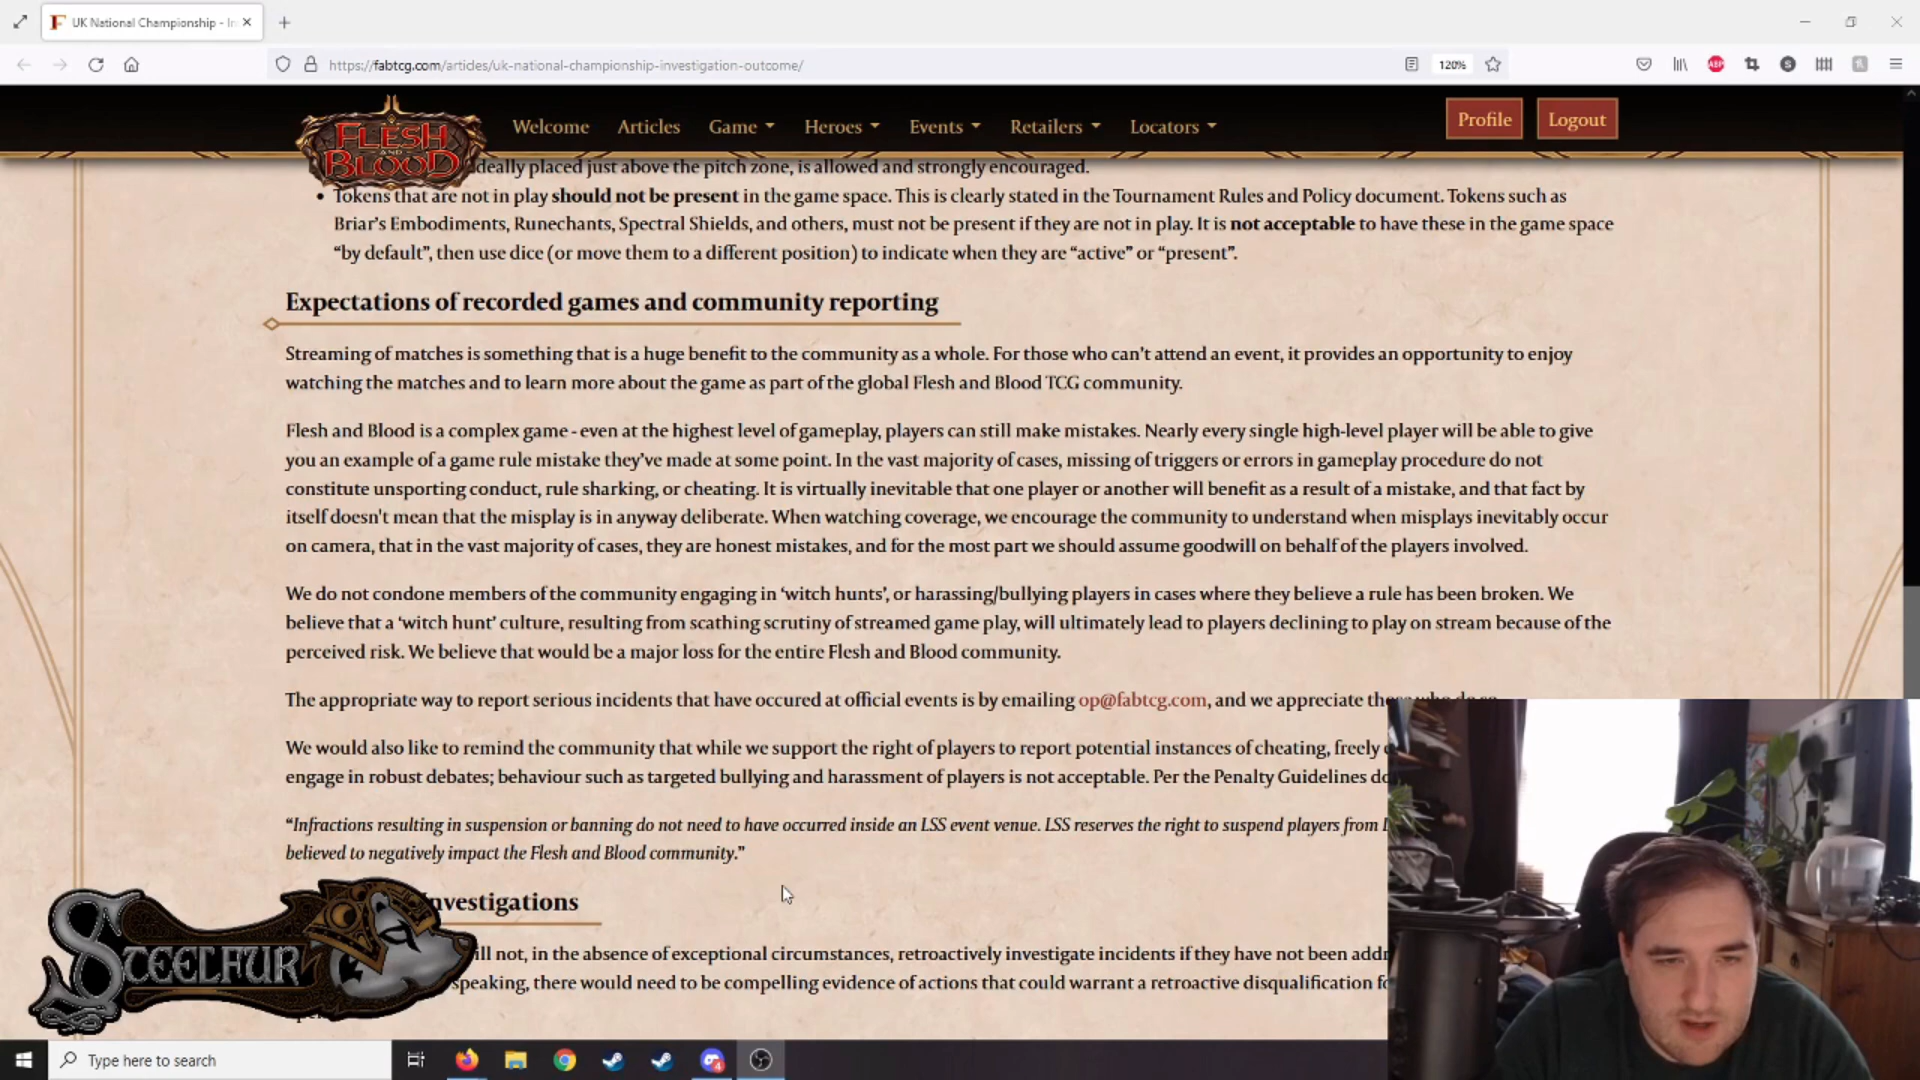 UK National Championship - In
https://fabtcg.com/articles/uk-national-championship-investigation-outcome/
120%
ABP
FLESH
AND
BLOOD
Welcome
Articles
Game
Heroes
Events
Retailers
Locators
Profile
Logout
deally placed just above the pitch zone, is allowed and strongly encouraged.
• Tokens that are not in play should not be present in the game space. This is clearly stated in the Tournament Rules and Policy document. Tokens such as
Briar's Embodiments, Runechants, Spectral Shields, and others, must not be present if they are not in play. It is not acceptable to have these in the game space
“by default”, then use dice (or move them to a different position) to indicate when they are “active” or “present”.
Expectations of recorded games and community reporting
Streaming of matches is something that is a huge benefit to the community as a whole. For those who can't attend an event, it provides an opportunity to enjoy
watching the matches and to learn more about the game as part of the global Flesh and Blood TCG community.
Flesh and Blood is a complex game - even at the highest level of gameplay, players can still make mistakes. Nearly every single high-level player will be able to give
you an example of a game rule mistake they've made at some point. In the vast majority of cases, missing of triggers or errors in gameplay procedure do not
constitute unsporting conduct, rule sharking, or cheating. It is virtually inevitable that one player or another will benefit as a result of a mistake, and that fact by
itself doesn't mean that the misplay is in anyway deliberate. When watching coverage, we encourage the community to understand when misplays inevitably occur
on camera, that in the vast majority of cases, they are honest mistakes, and for the most part we should assume goodwill on behalf of the players involved.
We do not condone members of the community engaging in ‘witch hunts’, or harassing/bullying players in cases where they believe a rule has been broken. We
believe that a ‘witch hunt’ culture, resulting from scathing scrutiny of streamed game play, will ultimately lead to players declining to play on stream because of the
perceived risk. We believe that would be a major loss for the entire Flesh and Blood community.
The appropriate way to report serious incidents that have occured at official events is by emailing op@fabtcg.com, and we appreciate those who do so.
We would also like to remind the community that while we support the right of players to report potential instances of cheating, freely
engage in robust debates; behaviour such as targeted bullying and harassment of players is not acceptable. Per the Penalty Guidelines do
“Infractions resulting in suspension or banning do not need to have occurred inside an LSS event venue. LSS reserves the right to suspend players from
believed to negatively impact the Flesh and Blood community.”
nvestigations
ill not, in the absence of exceptional circumstances, retroactively investigate incidents if they have not been addr
speaking, there would need to be compelling evidence of actions that could warrant a retroactive disqualification fo
STEELFUR
Type here to search
4